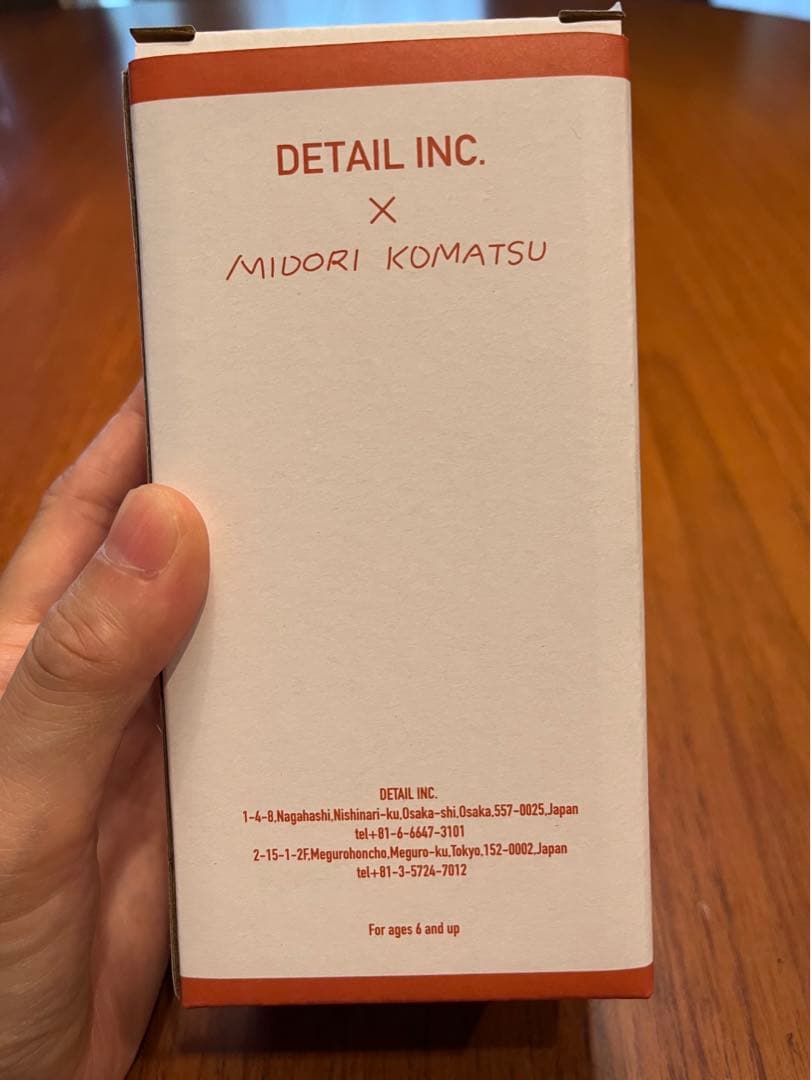 DETAIL INC.
×
MIDORI KOMATSU
DETAIL INC.
1-4-8,Nagahashi,Nishinari-ku,Osaka-shi,Osaka,557-0025,Japan
tel+81-6-6647-3101
2-15-1-2F,Megurohoncho,Meguro-ku,Tokyo,152-0002,Japan
tel+81-3-5724-7012
For ages 6 and up